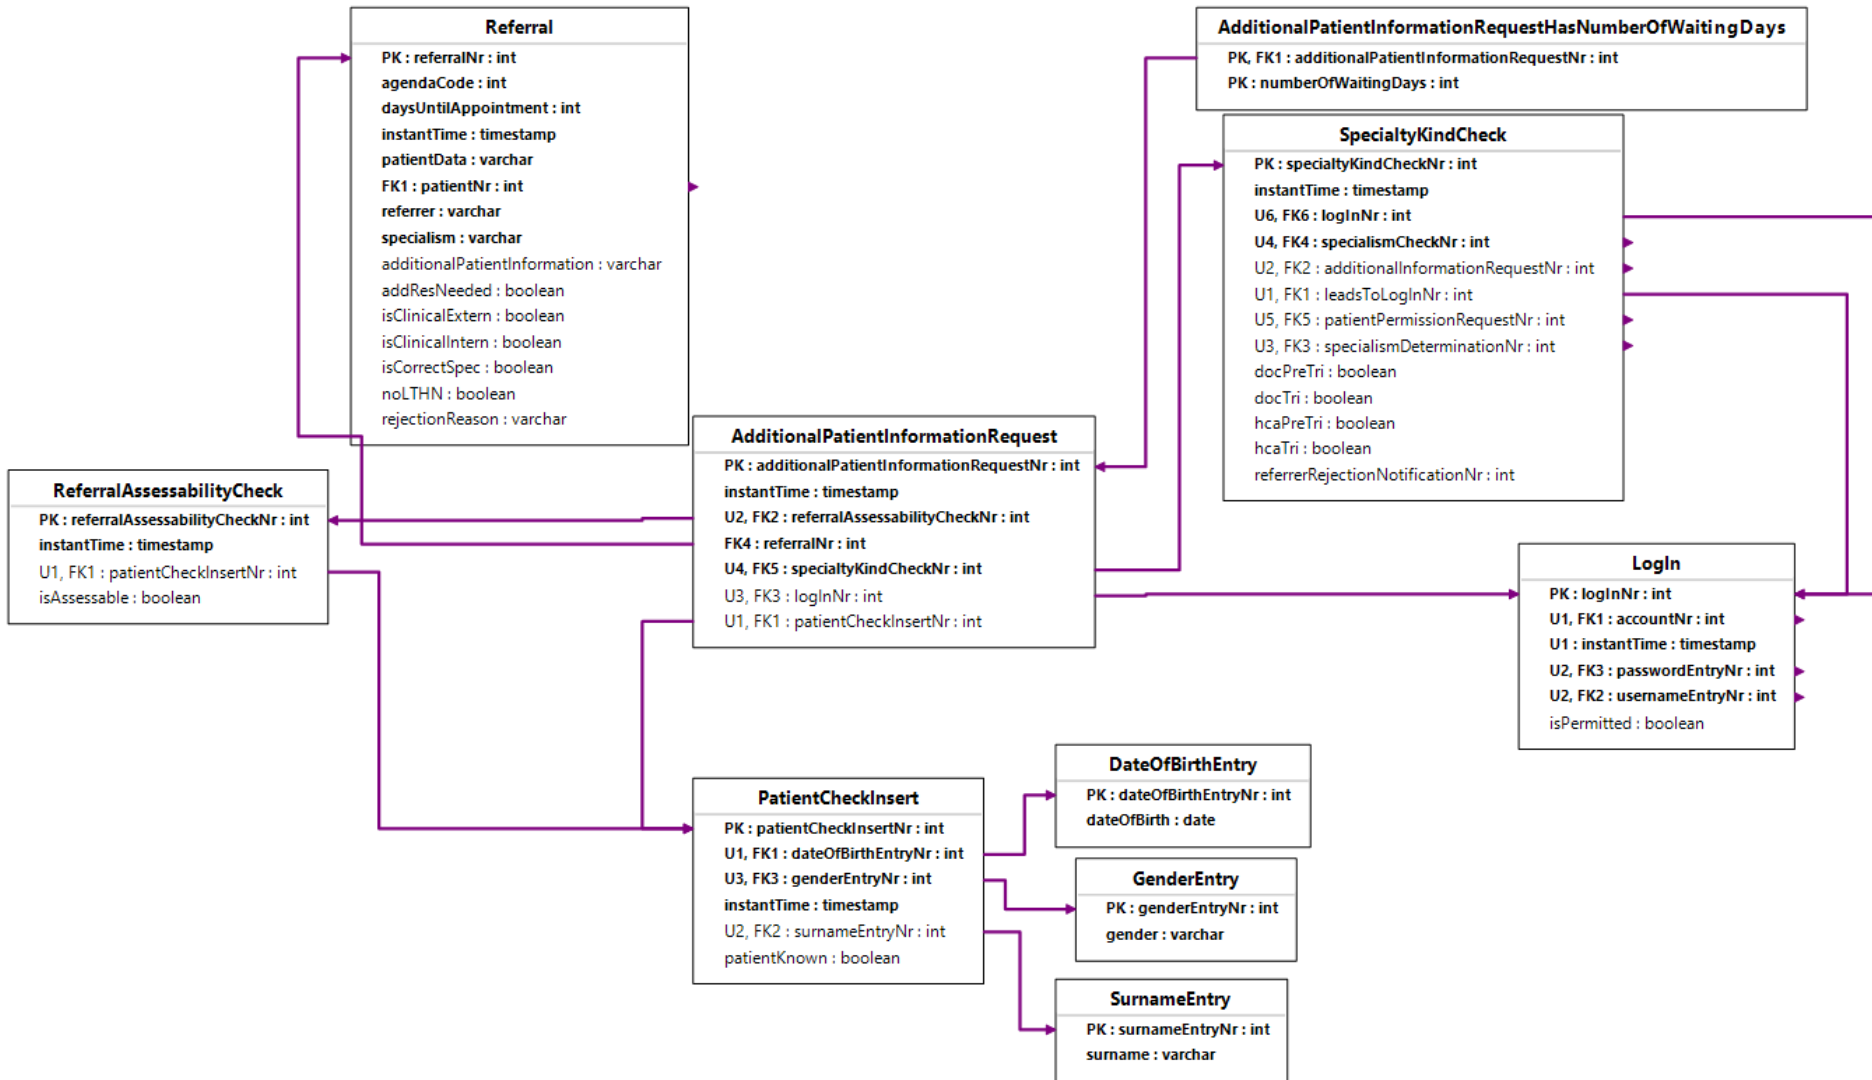 Referral
PK : referralNr : int
agendaCode : int
daysUntilAppointment : int
instantTime : timestamp
patientData : varchar
FK1 : patientNr : int
referrer : varchar
specialism : varchar
additionalPatientInformation : varchar
addResNeeded : boolean
isClinicalExtern : boolean
isClinicalIntern : boolean
isCorrectSpec : boolean
noLTHN : boolean
rejectionReason : varchar
AdditionalPatientInformationRequestHasNumberOfWaitingDays
PK, FK1 : additionalPatientInformationRequestNr : int
PK : numberOfWaitingDays : int
SpecialtyKindCheck
PK : specialtyKindCheckNr : int
instantTime : timestamp
U6, FK6 : logInNr : int
U4, FK4 : specialismCheckNr : int
U2, FK2 : additionalInformationRequestNr : int
U1, FK1 : leadsToLogInNr : int
U5, FK5 : patientPermissionRequestNr : int
U3, FK3 : specialismDeterminationNr : int
docPreTri : boolean
docTri : boolean
hcaPreTri : boolean
hcaTri : boolean
referrerRejectionNotificationNr : int
AdditionalPatientInformationRequest
PK : additionalPatientInformationRequestNr : int
instantTime : timestamp
U2, FK2 : referralAssessabilityCheckNr : int
FK4 : referralNr : int
U4, FK5 : specialtyKindCheckNr : int
U3, FK3 : logInNr : int
U1, FK1 : patientCheckInsertNr : int
ReferralAssessabilityCheck
PK : referralAssessabilityCheckNr : int
instantTime : timestamp
U1, FK1 : patientCheckInsertNr : int
isAssessable : boolean
LogIn
PK : logInNr : int
U1, FK1 : accountNr : int
U1 : instantTime : timestamp
U2, FK3 : passwordEntryNr : int
U2, FK2 : usernameEntryNr : int
isPermitted : boolean
PatientCheckInsert
PK : patientCheckInsertNr : int
U1, FK1 : dateOfBirthEntryNr : int
U3, FK3 : genderEntryNr : int
instantTime : timestamp
U2, FK2 : surnameEntryNr : int
patientKnown : boolean
DateOfBirthEntry
PK : dateOfBirthEntryNr : int
dateOfBirth : date
GenderEntry
PK : genderEntryNr : int
gender : varchar
SurnameEntry
PK : surnameEntryNr : int
surname : varchar